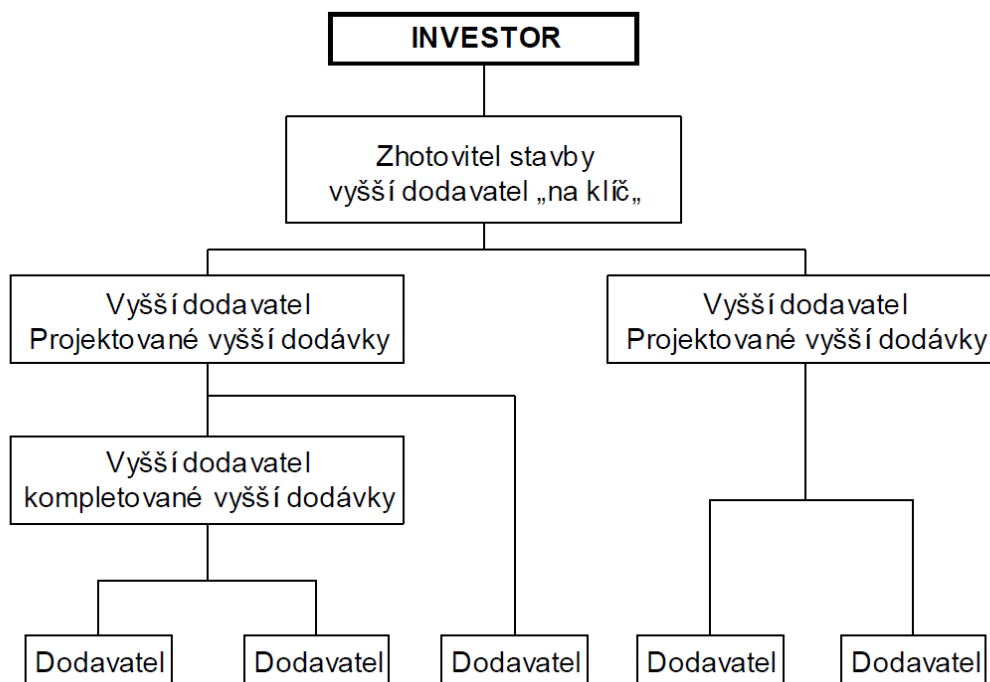 INVESTOR
Zhotovitel stavby
vyšší dodavatel „na klíč„
Vyšší dodavatel
Projektované vyšší dodávky
Vyšší dodavatel
Projektované vyšší dodávky
Vyšší dodavatel
kompletované vyšší dodávky
Dodavatel
Dodavatel
Dodavatel
Dodavatel
Dodavatel